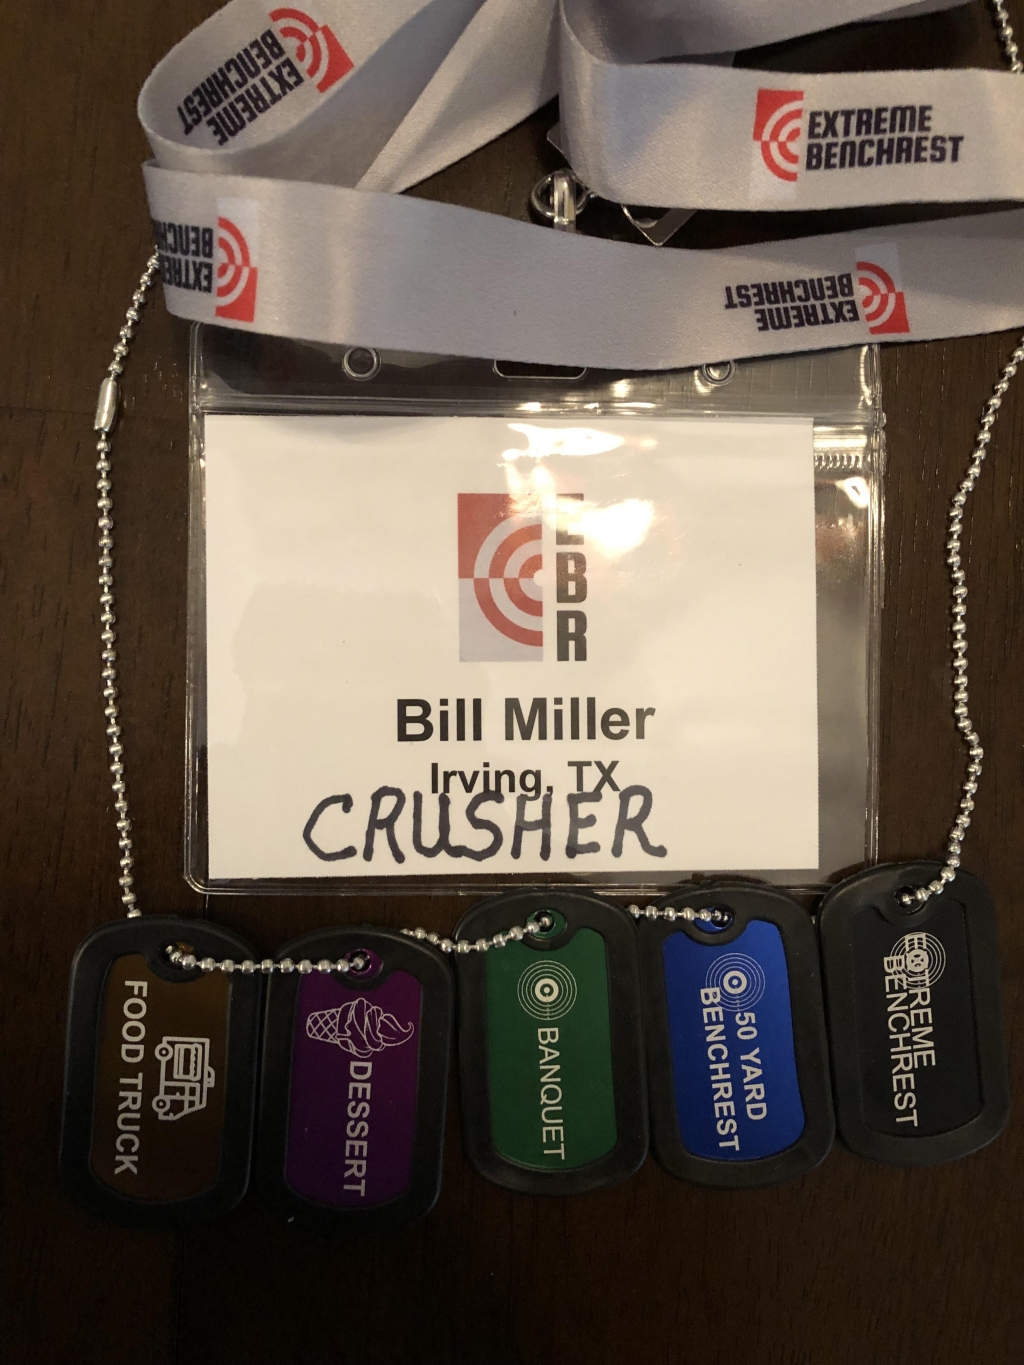 EXTREME
BENCHREST
EXTREME
BENCHREST
EXTREME
BENCHREST
EXTREME
BENCHREST
EBR
Bill Miller
Irving, TX
CRUSHER
FOOD TRUCK
DESSERT
BANQUET
50 YARD
BENCHREST
EXTREME
BENCHREST